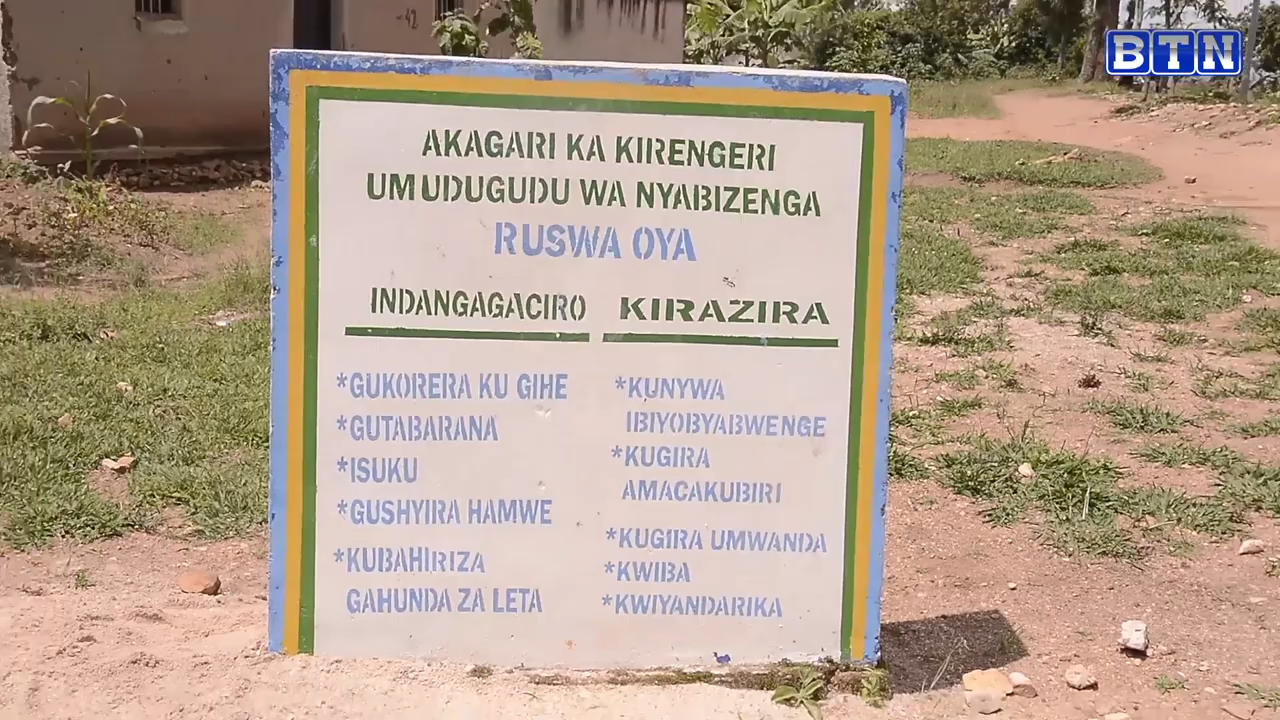 BTN
-42
AKAGARI KA KIRENGERI
UMUDUGUDU WA NYABIZENGA
RUSWA OYA
INDANGAGACIRO
*GUKORERA KU GIHE
*GUTABARANA
*ISUKU
*GUSHYIRA HAMWE
*KUBAHIRIZA
GAHUNDA ZA LETA
KIRAZIRA
*KUNYWA
IBIYOBYABWENGE
*KUGIRA
AMACAKUBIRI
*KUGIRA UMWANDA
*KWIBA
*KWIYANDARIKA